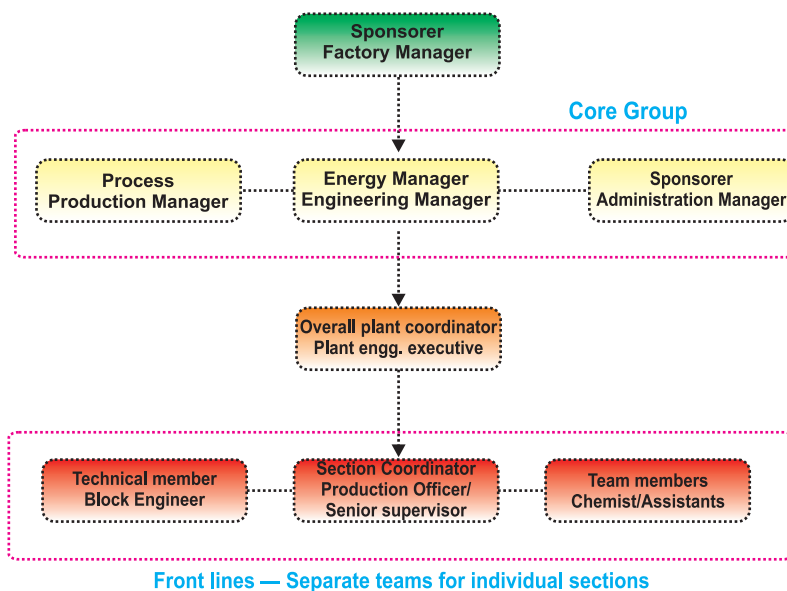 Sponsorer
Factory Manager
Core Group
Process
Production Manager
Energy Manager
Engineering Manager
Sponsorer
Administration Manager
Overall plant coordinator
Plant engg. executive
Technical member
Block Engineer
Section Coordinator
Production Officer/
Senior supervisor
Team members
Chemist/Assistants
Front lines — Separate teams for individual sections